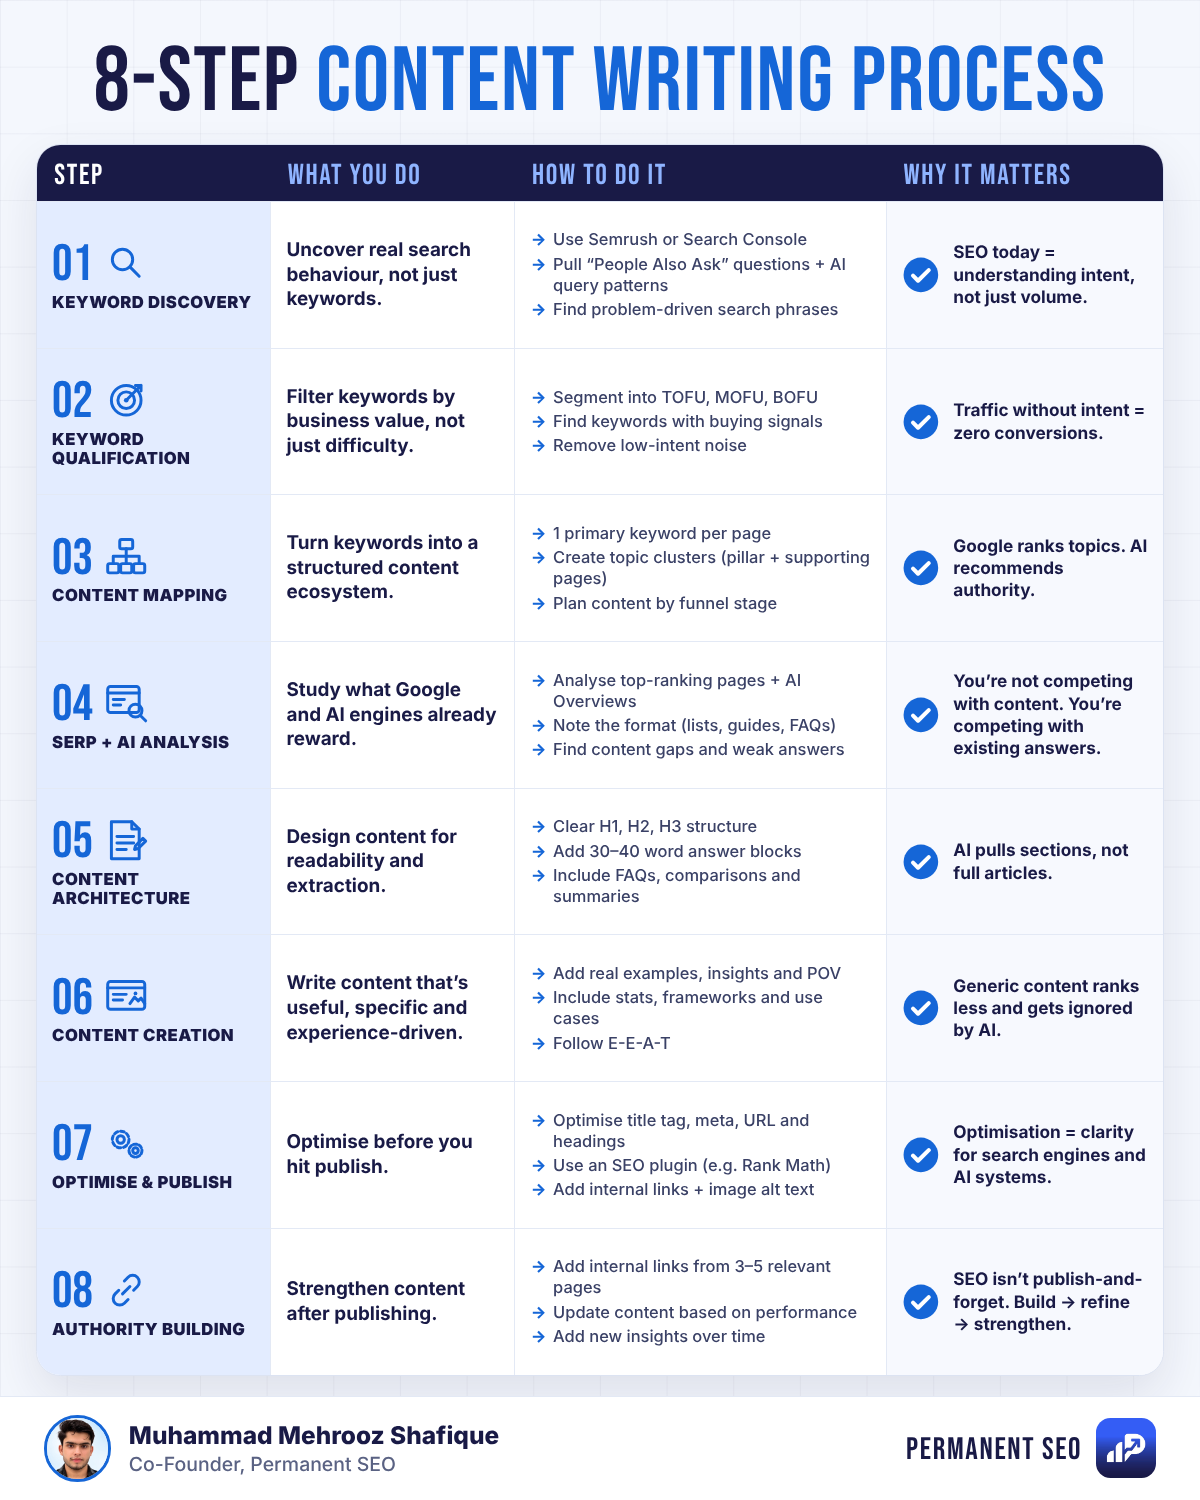 8-STEP CONTENT WRITING PROCESS
STEP
WHAT YOU DO
HOW TO DO IT
WHY IT MATTERS
01
KEYWORD DISCOVERY
Uncover real search
behaviour, not just
keywords.
→ Use Semrush or Search Console
→ Pull “People Also Ask” questions + AI
query patterns
→ Find problem-driven search phrases
SEO today =
understanding intent,
not just volume.
02
KEYWORD
QUALIFICATION
Filter keywords by
business value, not
just difficulty.
→ Segment into TOFU, MOFU, BOFU
→ Find keywords with buying signals
→ Remove low-intent noise
Traffic without intent =
zero conversions.
03
CONTENT MAPPING
Turn keywords into a
structured content
ecosystem.
→ 1 primary keyword per page
→ Create topic clusters (pillar + supporting
pages)
→ Plan content by funnel stage
Google ranks topics. AI
recommends
authority.
04
SERP + AI ANALYSIS
Study what Google
and AI engines already
reward.
→ Analyse top-ranking pages + AI
Overviews
→ Note the format (lists, guides, FAQs)
→ Find content gaps and weak answers
You’re not competing
with content. You’re
competing with
existing answers.
05
CONTENT
ARCHITECTURE
Design content for
readability and
extraction.
→ Clear H1, H2, H3 structure
→ Add 30–40 word answer blocks
→ Include FAQs, comparisons and
summaries
AI pulls sections, not
full articles.
06
CONTENT CREATION
Write content that’s
useful, specific and
experience-driven.
→ Add real examples, insights and POV
→ Include stats, frameworks and use
cases
→ Follow E-E-A-T
Generic content ranks
less and gets ignored
by AI.
07
OPTIMISE & PUBLISH
Optimise before you
hit publish.
→ Optimise title tag, meta, URL and
headings
→ Use an SEO plugin (e.g. Rank Math)
→ Add internal links + image alt text
Optimisation = clarity
for search engines and
AI systems.
08
AUTHORITY BUILDING
Strengthen content
after publishing.
→ Add internal links from 3–5 relevant
pages
→ Update content based on performance
→ Add new insights over time
SEO isn’t publish-and-
forget. Build → refine
→ strengthen.
Muhammad Mehrooz Shafique
Co-Founder, Permanent SEO
PERMANENT SEO